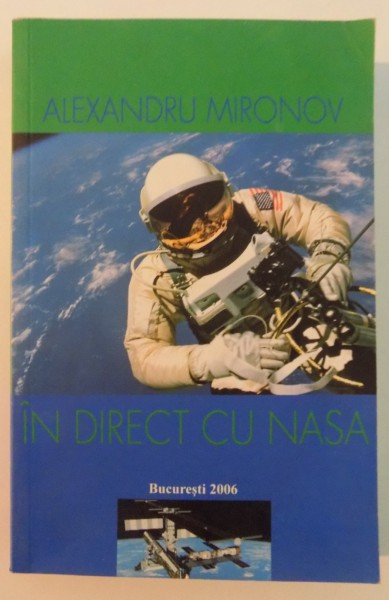 ALEXANDRU MIRONOV
ÎN DIRECT CU NASA
București 2006